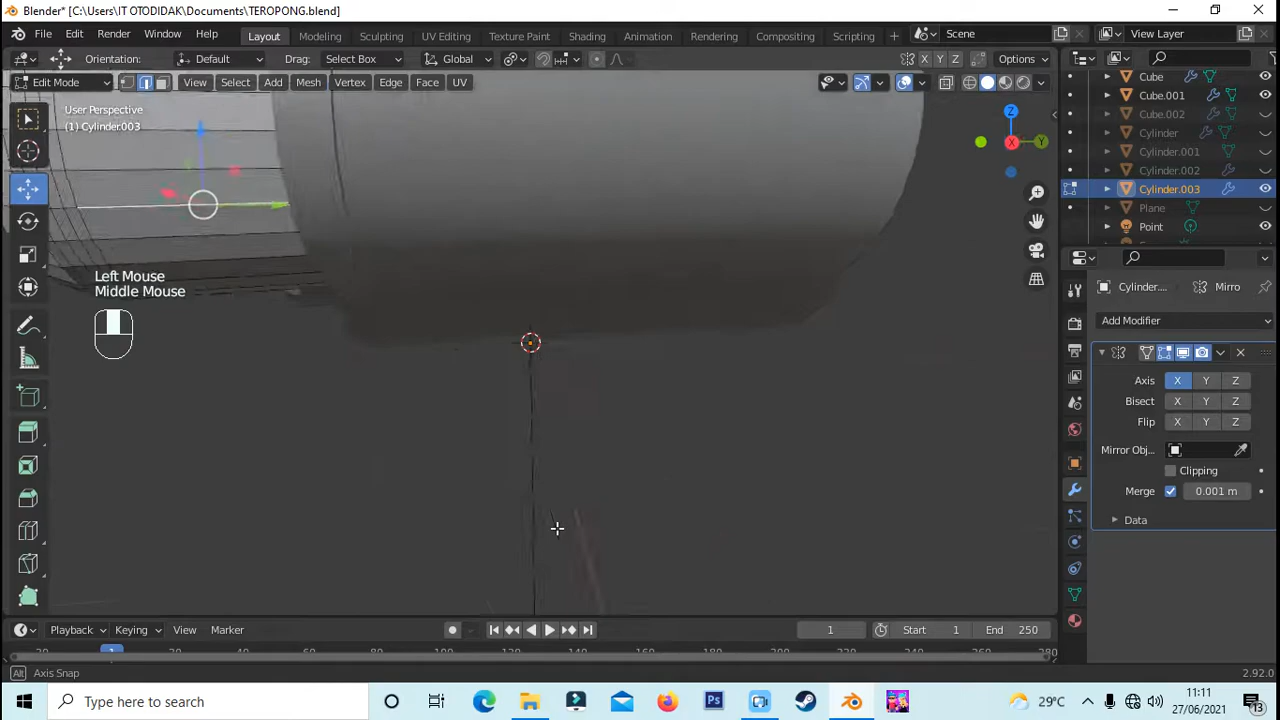 Blender* [C:\Users\IT OTODIDAK\Documents\TEROPONG.blend]
File Edit Render Window Help Layout Modeling Sculpting UV Editing Texture Paint Shading Animation Rendering Compositing Scripting Scene View Layer
Orientation: Default Drag: Select Box Global X Y Z Options
Edit Mode View Select Add Mesh Vertex Edge Face UV
User Perspective
(1) Cylinder.003
Z
X
Y
Left Mouse
Middle Mouse
Cube
Cube.001
Cube.002
Cylinder
Cylinder.001
Cylinder.002
Cylinder.003
Plane
Point
Cylinder.... Mirro
Add Modifier
Axis X Y Z
Bisect X Y Z
Flip X Y Z
Mirror Obj...
Clipping
Merge 0.001 m
Data
Playback Keying View Marker 1 Start 1 End 250
Alt Axis Snap 2.92.0
Type here to search
Ps
29°C
11:11
27/06/2021
13